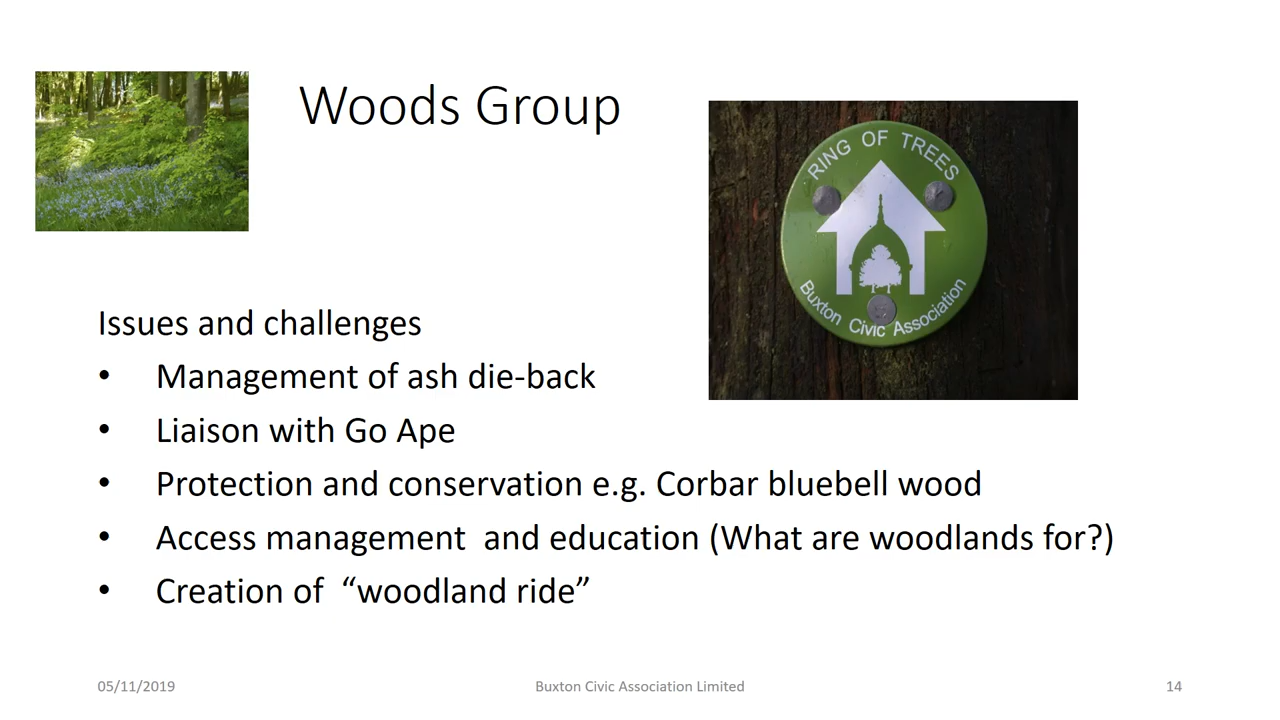 Woods Group
RING OF TREES
Buxton Civic Association
Issues and challenges
• Management of ash die-back
• Liaison with Go Ape
• Protection and conservation e.g. Corbar bluebell wood
• Access management  and education (What are woodlands for?)
• Creation of  “woodland ride”
05/11/2019
Buxton Civic Association Limited
14